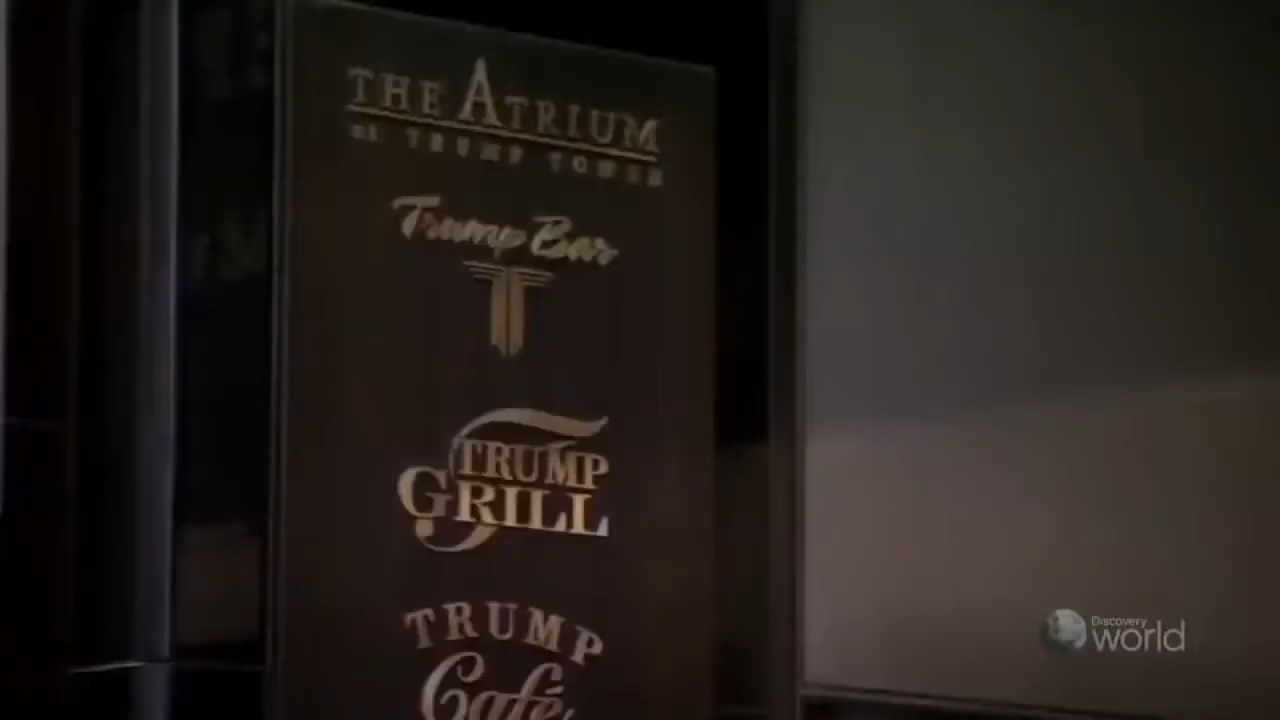 THE ATRIUM
at TRUMP TOWER
Trump Bar
TRUMP
GRILL
TRUMP
Café
Discovery
world